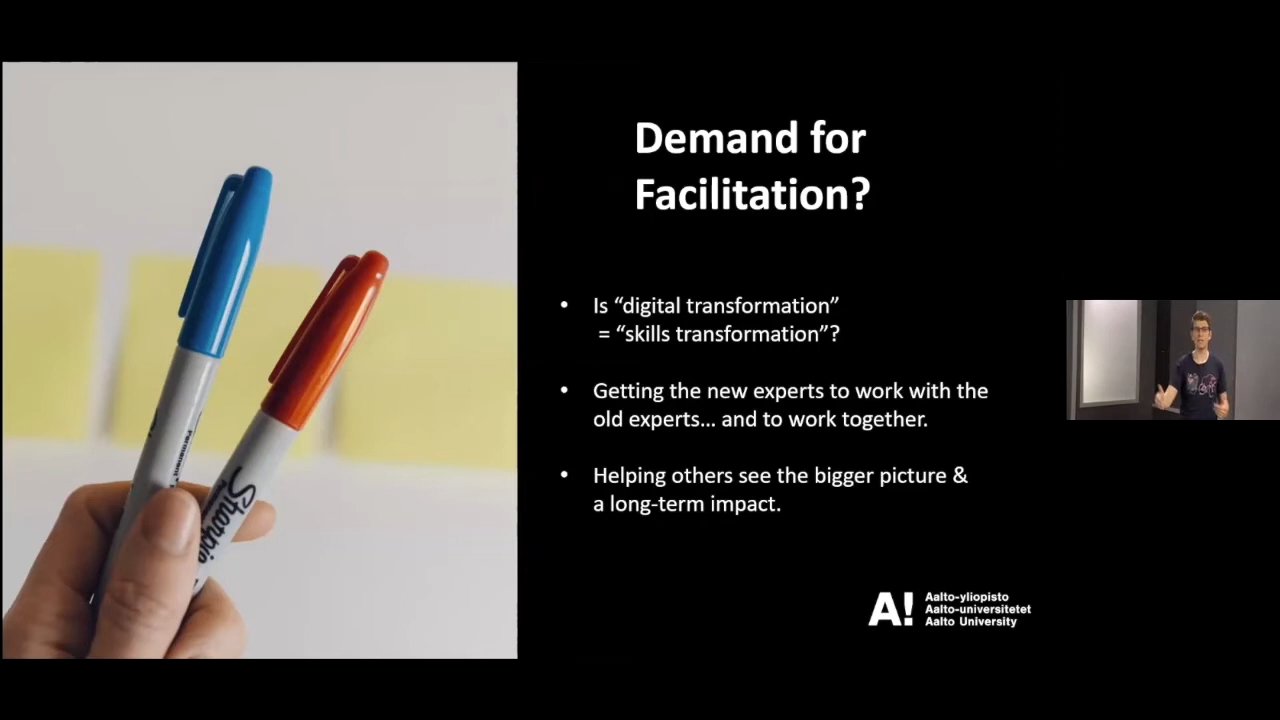 Demand for
Facilitation?
• Is “digital transformation”
= “skills transformation”?
• Getting the new experts to work with the
old experts... and to work together.
• Helping others see the bigger picture &
a long-term impact.
Sharpie
A!
Aalto-yliopisto
Aalto-universitetet
Aalto University